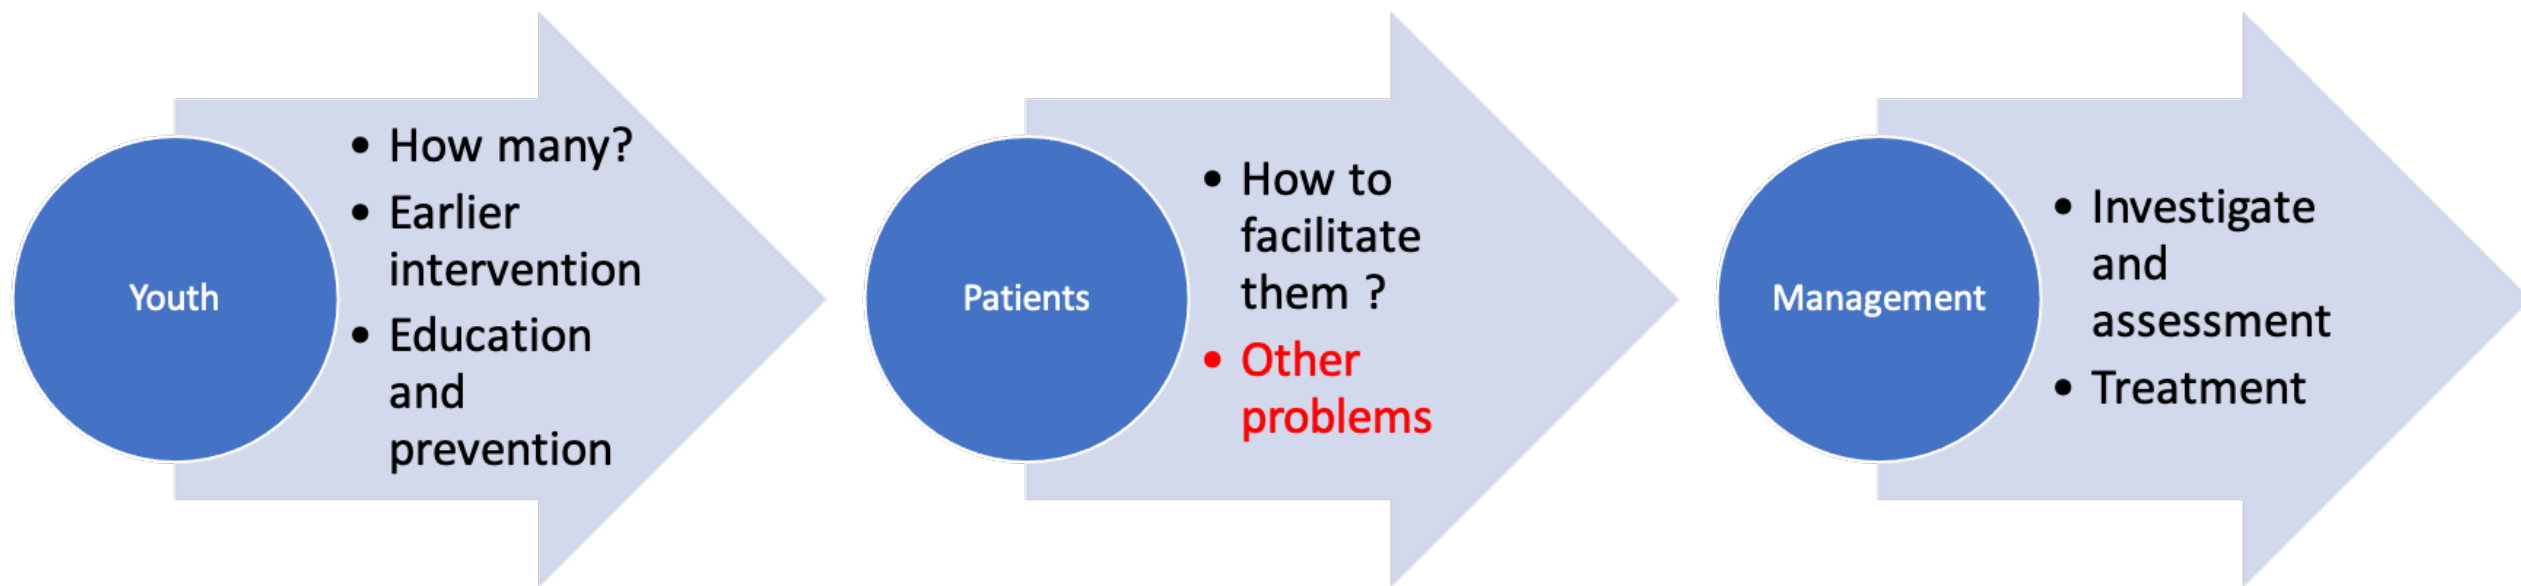 Youth
• How many?
• Earlier
intervention
• Education
and
prevention
Patients
• How to
facilitate
them ?
• Other
problems
Management
• Investigate
and
assessment
• Treatment